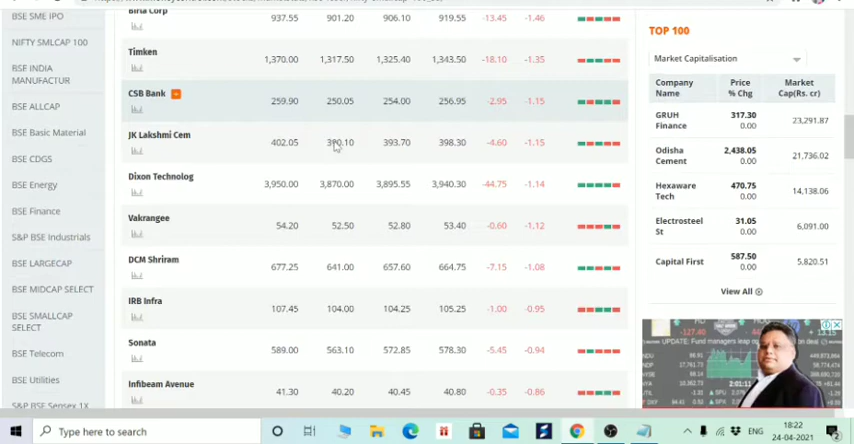 BSE SME IPO
NIFTY SMLCAP 100
BSE INDIA
MANUFACTUR
BSE ALLCAP
BSE Basic Material
BSE CDGS
BSE Energy
BSE Finance
S&P BSE Industrials
BSE LARGECAP
BSE MIDCAP SELECT
BSE SMALLCAP
SELECT
BSE Telecom
BSE Utilities
S&P BSE Sensex 1X
Birla Corp 937.55 901.20 906.10 919.55 -13.45 -1.46
Timken 1,370.00 1,317.50 1,325.40 1,343.50 -18.10 -1.35
CSB Bank 259.90 250.05 254.00 256.95 -2.95 -1.15
JK Lakshmi Cem 402.05 390.10 393.70 398.30 -4.60 -1.15
Dixon Technolog 3,950.00 3,870.00 3,895.55 3,940.30 -44.75 -1.14
Vakrangee 54.20 52.50 52.80 53.40 -0.60 -1.12
DCM Shriram 677.25 641.00 657.60 664.75 -7.15 -1.08
IRB Infra 107.45 104.00 104.25 105.25 -1.00 -0.95
Sonata 589.00 563.10 572.85 578.30 -5.45 -0.94
Infibeam Avenue 41.30 40.20 40.45 40.80 -0.35 -0.86
TOP 100
Market Capitalisation
Company Price Market
Name % Chg Cap(Rs. cr)
GRUH 317.30
Finance 0.00 23,291.87
Odisha 2,438.05
Cement 0.00 21,736.02
Hexaware 470.75
Tech 0.00 14,138.06
Electrosteel 31.05
St 0.00 6,091.00
Capital First 587.50
0.00 5,820.51
View All
-127.40
UPDATE: Fund managers leap
2:01:11
Type here to search
ENG
18:22
24-04-2021
2